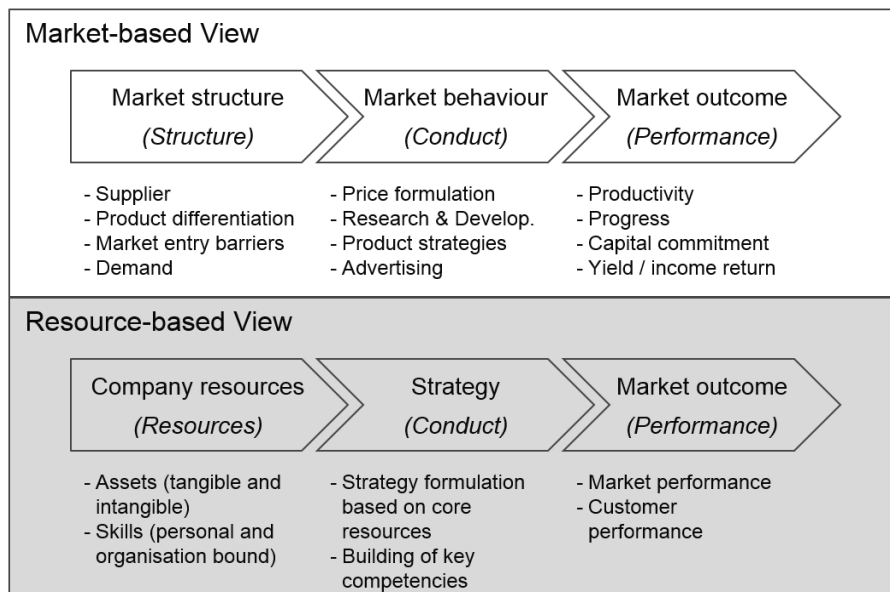 Market-based View
Market structure
(Structure)
Market behaviour
(Conduct)
Market outcome
(Performance)
- Supplier
- Product differentiation
- Market entry barriers
- Demand
- Price formulation
- Research & Develop.
- Product strategies
- Advertising
- Productivity
- Progress
- Capital commitment
- Yield / income return
Resource-based View
Company resources
(Resources)
Strategy
(Conduct)
Market outcome
(Performance)
- Assets (tangible and
intangible)
- Skills (personal and
organisation bound)
- Strategy formulation
based on core
resources
- Building of key
competencies
- Market performance
- Customer
performance